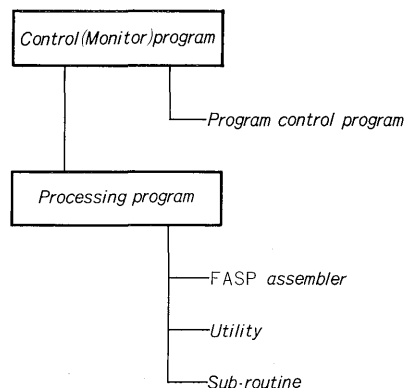 Control (Monitor) program
Program control program
Processing program
FASP assembler
Utility
Sub-routine